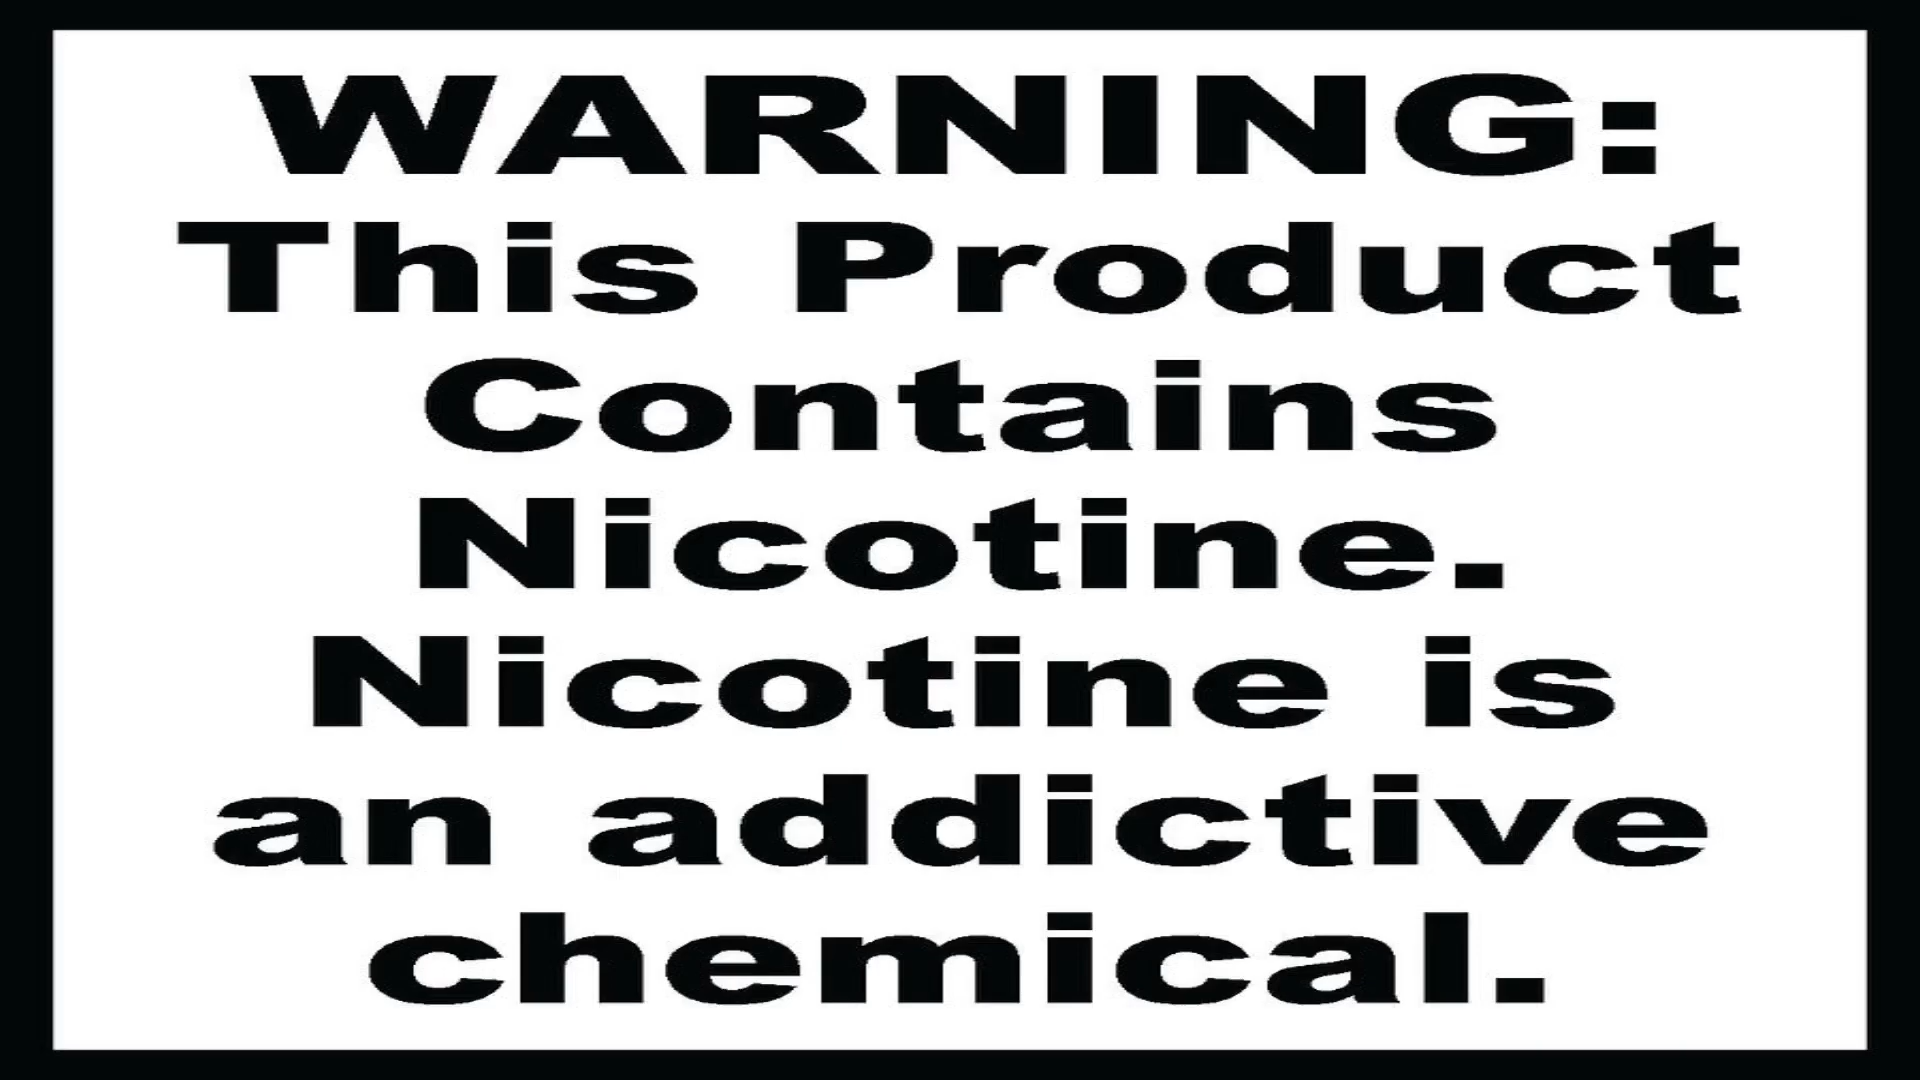 WARNING:
This Product
Contains
Nicotine.
Nicotine is
an addictive
chemical.